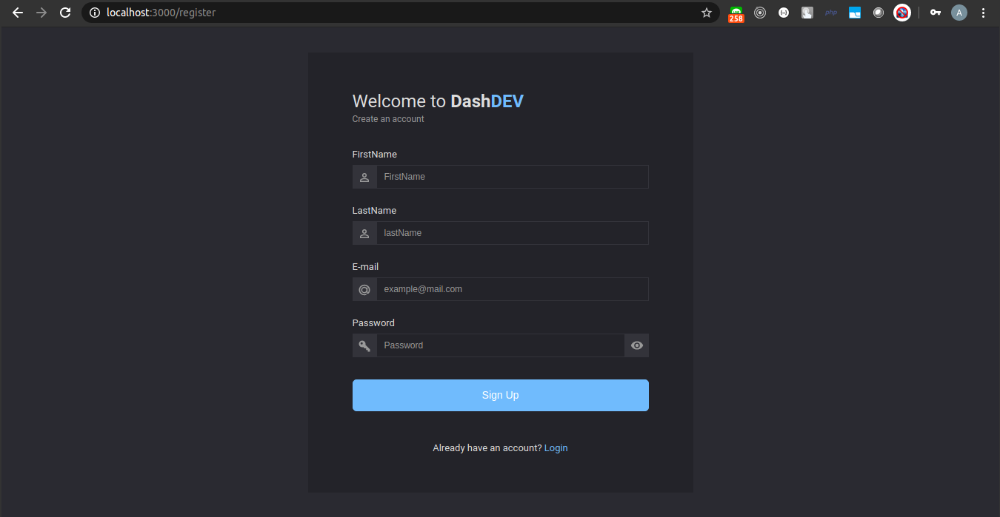 localhost:3000/register
258
php
A
Welcome to DashDEV
Create an account
FirstName
FirstName
LastName
lastName
E-mail
@ example@mail.com
Password
Password
Sign Up
Already have an account? Login